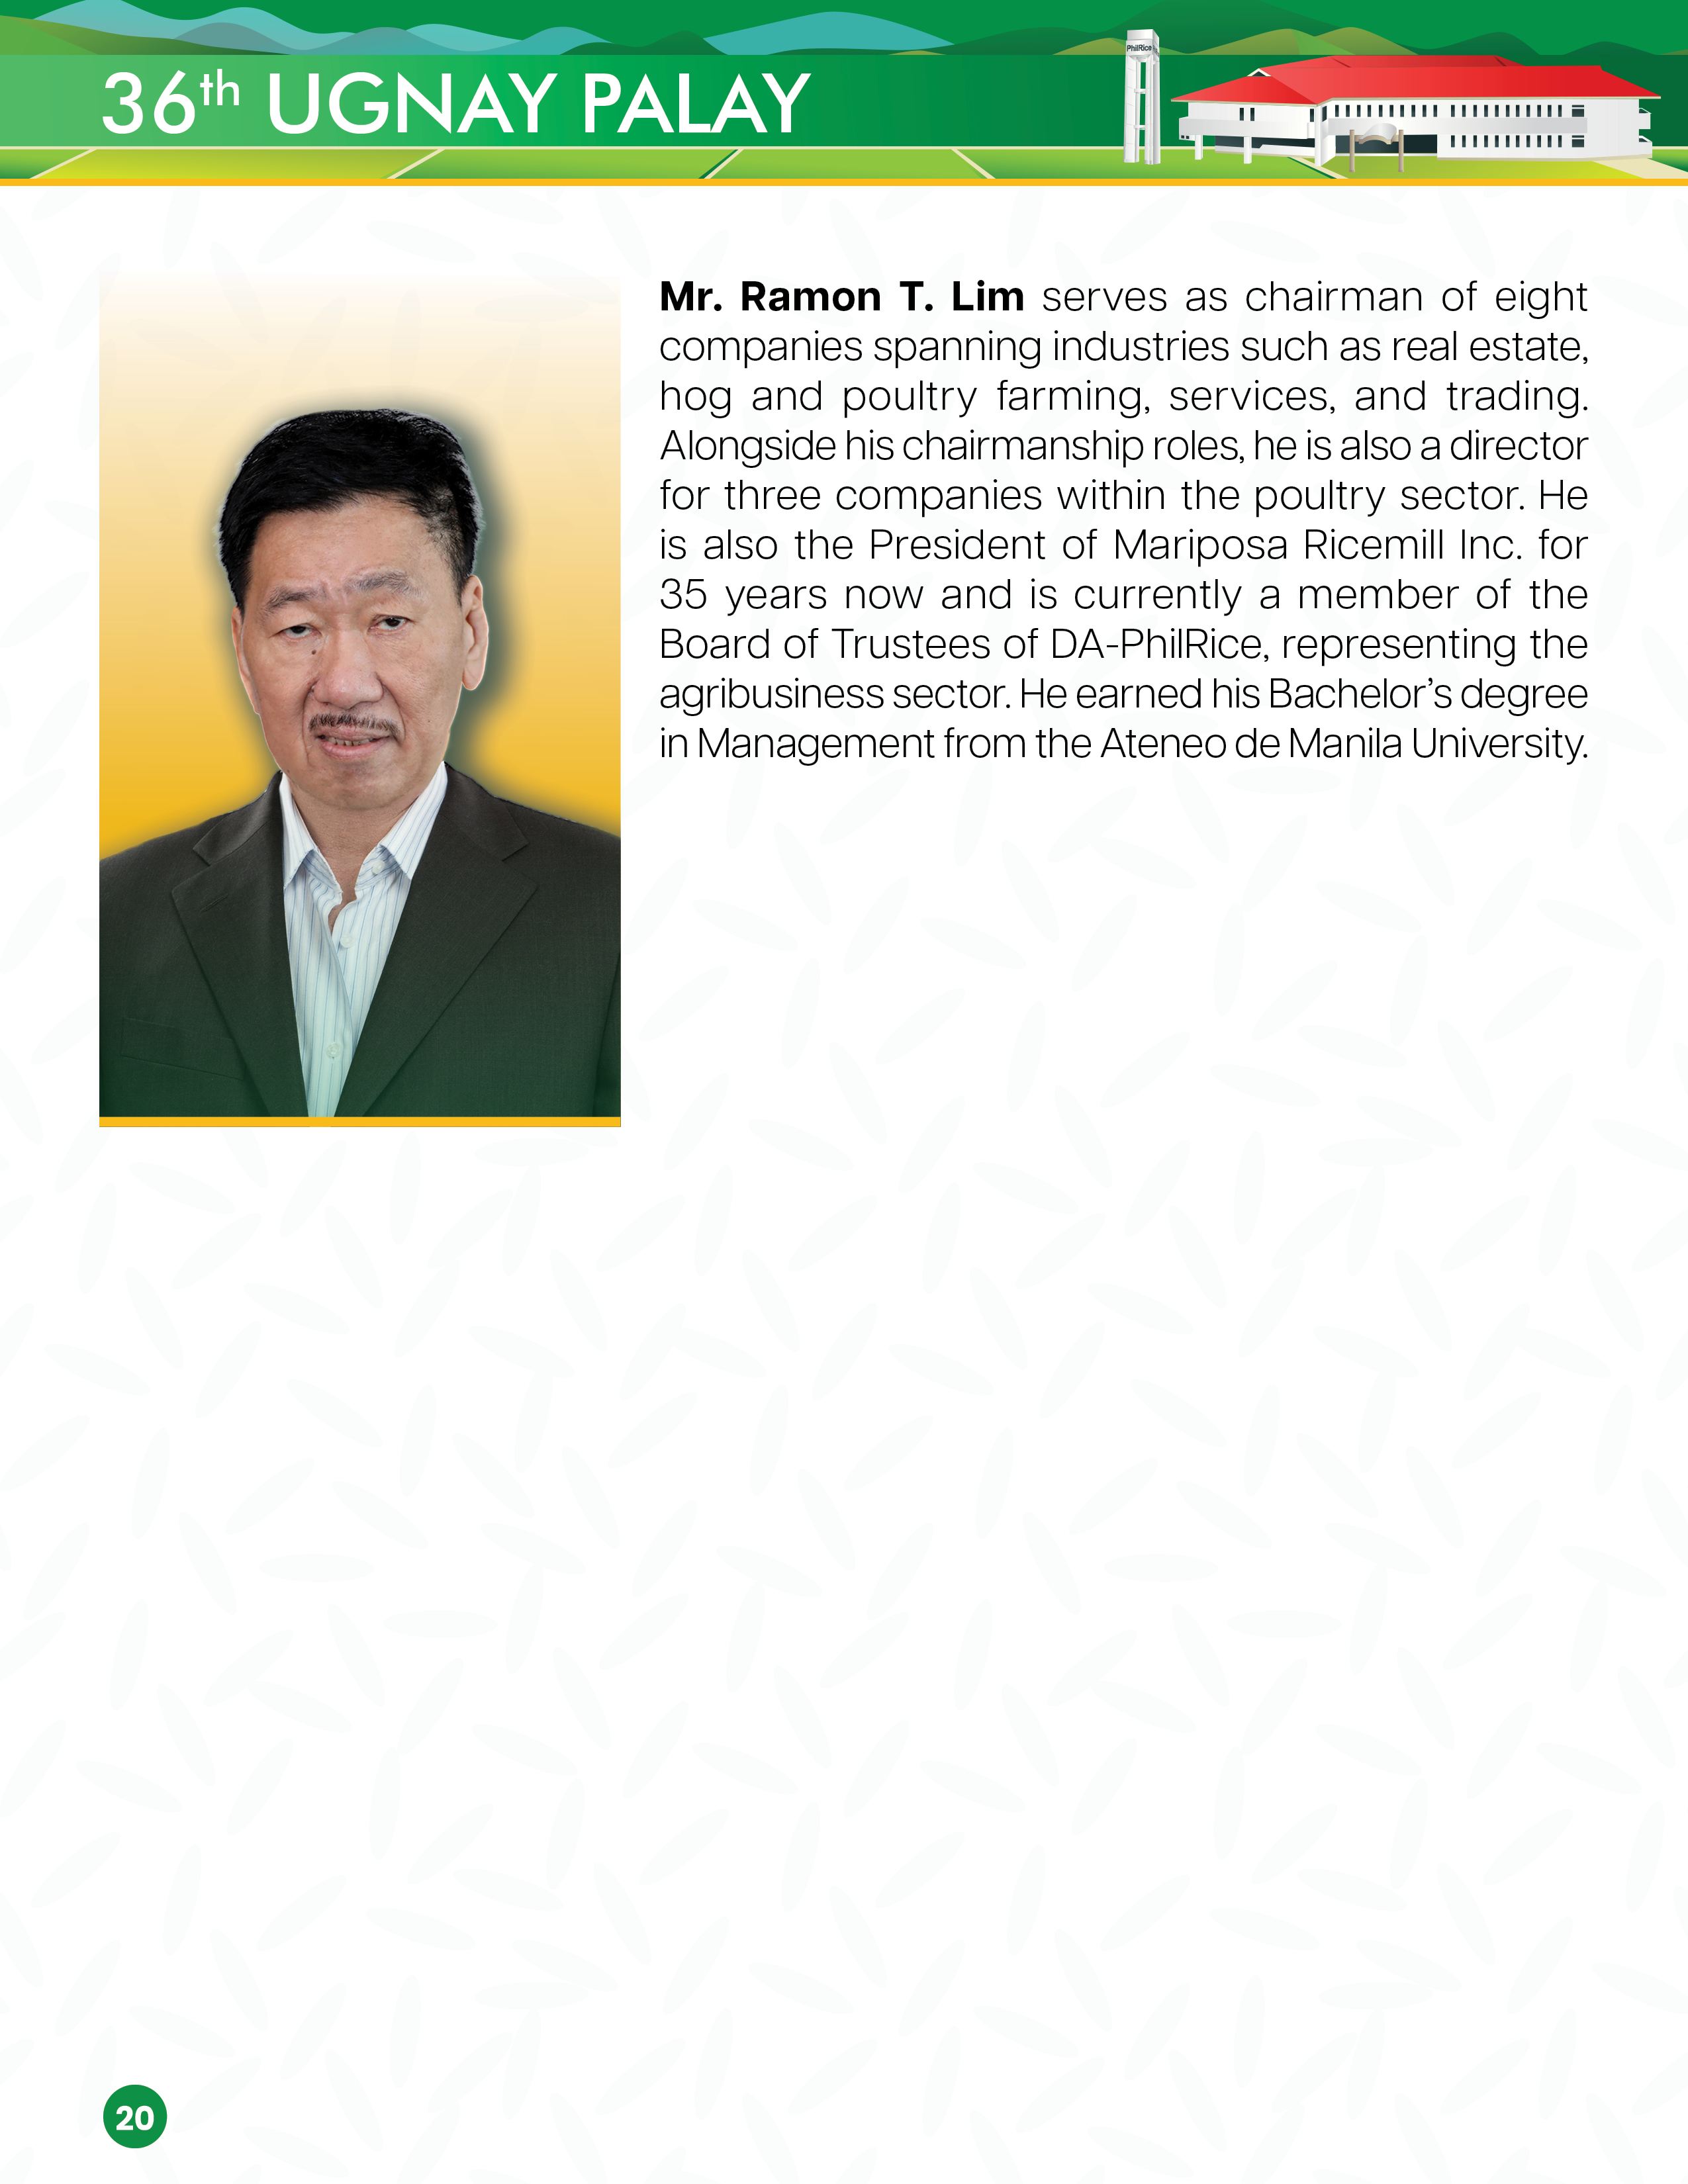 36th UGNAY PALAY
PhilRice
Mr. Ramon T. Lim serves as chairman of eight
companies spanning industries such as real estate,
hog and poultry farming, services, and trading.
Alongside his chairmanship roles, he is also a director
for three companies within the poultry sector. He
is also the President of Mariposa Ricemill Inc. for
35 years now and is currently a member of the
Board of Trustees of DA-PhilRice, representing the
agribusiness sector. He earned his Bachelor’s degree
in Management from the Ateneo de Manila University.
20